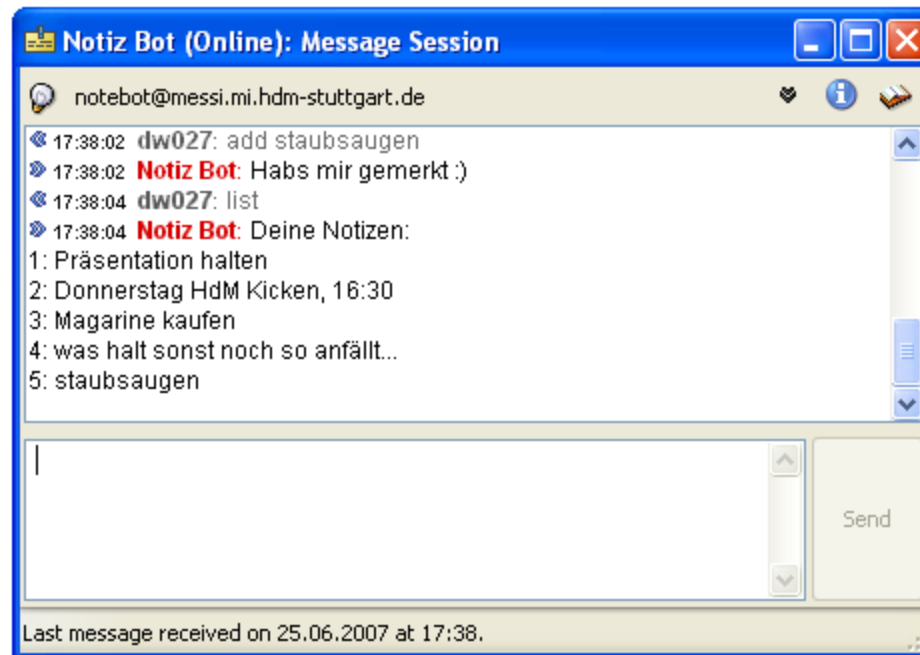 Notiz Bot (Online): Message Session
notebot@messi.mi.hdm-stuttgart.de
17:38:02 dw027: add staubsaugen
17:38:02 Notiz Bot: Habs mir gemerkt :)
17:38:04 dw027: list
17:38:04 Notiz Bot: Deine Notizen:
1: Präsentation halten
2: Donnerstag HdM Kicken, 16:30
3: Magarine kaufen
4: was halt sonst noch so anfällt...
5: staubsaugen
Send
Last message received on 25.06.2007 at 17:38.